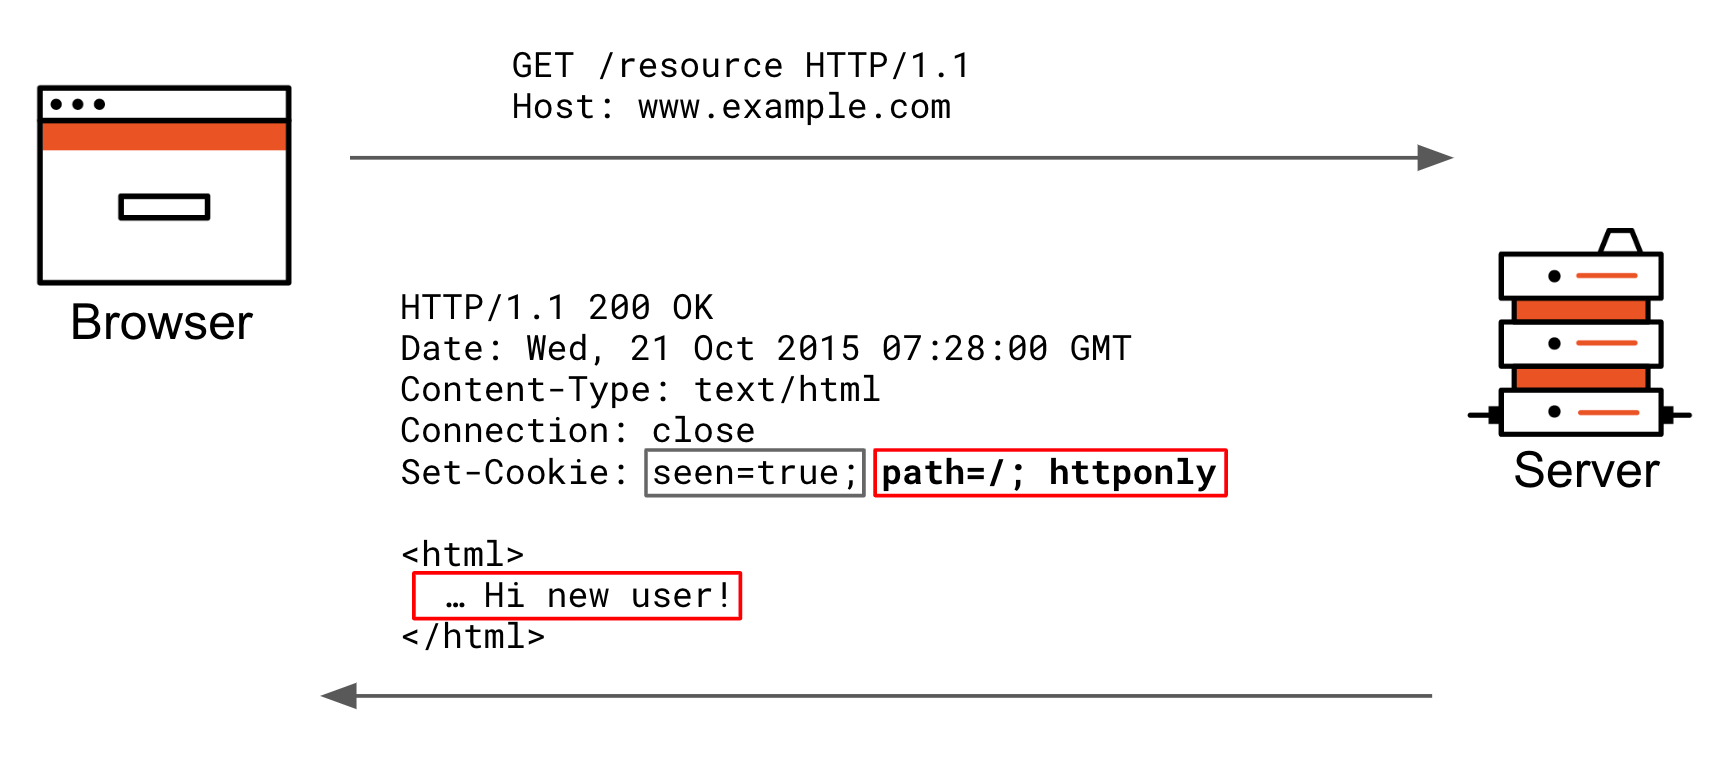 GET /resource HTTP/1.1
Host: www.example.com
Browser
HTTP/1.1 200 OK
Date: Wed, 21 Oct 2015 07:28:00 GMT
Content-Type: text/html
Connection: close
Set-Cookie: seen=true; path=/; httponly
<html>
… Hi new user!
</html>
Server